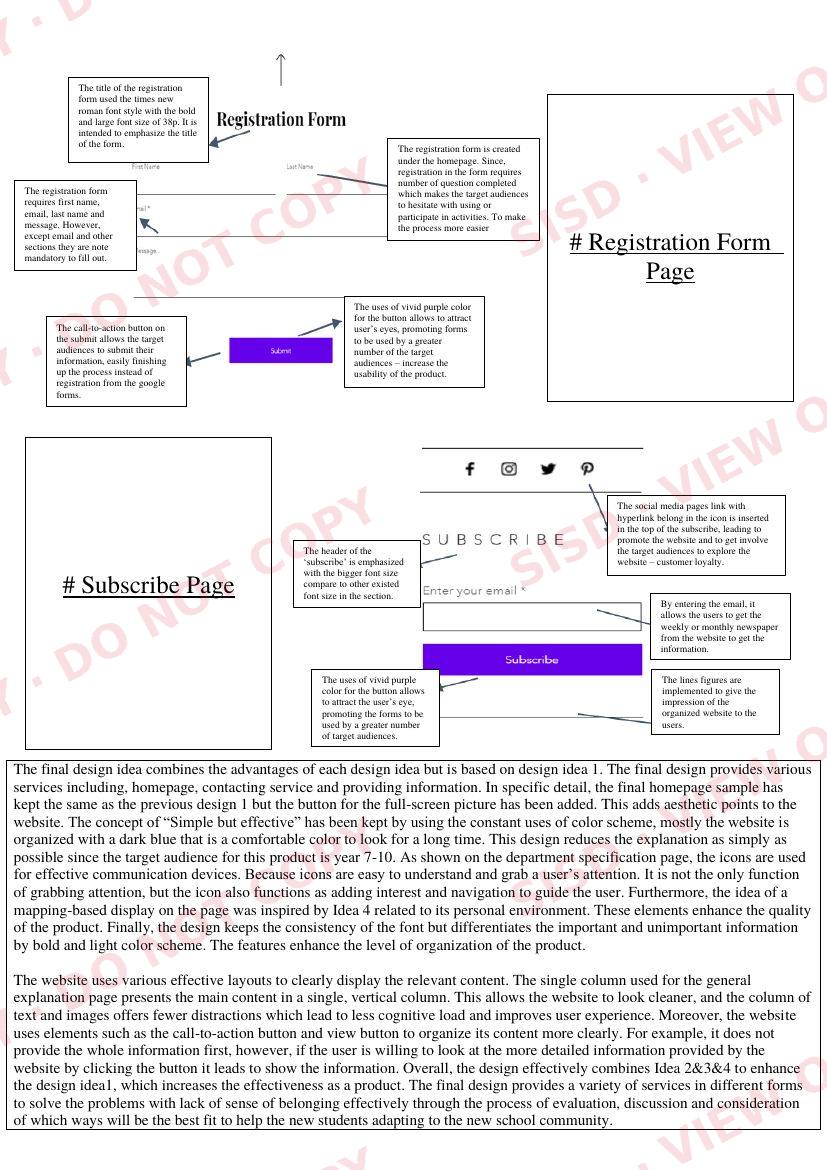 The title of the registration
form used the times new
roman font style with the bold
and large font size of 38p. It is
intended to emphasize the title
of the form.
Registration Form
First Name
Last Name
The registration form is created
under the homepage. Since,
registration in the form requires
number of question completed
which makes the target audiences
to hesitate with using or
participate in activities. To make
the process more easier
The registration form
requires first name,
email, last name and
message. However,
except email and other
sections they are note
mandatory to fill out.
# Registration Form
Page
The uses of vivid purple color
for the button allows to attract
user's eyes, promoting forms
to be used by a greater
number of the target
audiences – increase the
usability of the product.
The call-to-action button on
the submit allows the target
audiences to submit their
information, easily finishing
up the process instead of
registration from the google
forms.
Submit
# Subscribe Page
The social media pages link with
hyperlink belong in the icon is inserted
in the top of the subscribe, leading to
promote the website and to get involve
the target audiences to explore the
website – customer loyalty.
SUBSCRIBE
The header of the
‘subscribe’ is emphasized
with the bigger font size
compare to other existed
font size in the section.
Enter your email *
By entering the email, it
allows the users to get the
weekly or monthly newspaper
from the website to get the
information.
Subscribe
The uses of vivid purple
color for the button allows
to attract the user's eye,
promoting the forms to be
used by a greater number
of target audiences.
The lines figures are
implemented to give the
impression of the
organized website to the
users.
The final design idea combines the advantages of each design idea but is based on design idea 1. The final design provides various
services including, homepage, contacting service and providing information. In specific detail, the final homepage sample has
kept the same as the previous design 1 but the button for the full-screen picture has been added. This adds aesthetic points to the
website. The concept of “Simple but effective” has been kept by using the constant uses of color scheme, mostly the website is
organized with a dark blue that is a comfortable color to look for a long time. This design reduces the explanation as simply as
possible since the target audience for this product is year 7-10. As shown on the department specification page, the icons are used
for effective communication devices. Because icons are easy to understand and grab a user's attention. It is not the only function
of grabbing attention, but the icon also functions as adding interest and navigation to guide the user. Furthermore, the idea of a
mapping-based display on the page was inspired by Idea 4 related to its personal environment. These elements enhance the quality
of the product. Finally, the design keeps the consistency of the font but differentiates the important and unimportant information
by bold and light color scheme. The features enhance the level of organization of the product.
The website uses various effective layouts to clearly display the relevant content. The single column used for the general
explanation page presents the main content in a single, vertical column. This allows the website to look cleaner, and the column of
text and images offers fewer distractions which lead to less cognitive load and improves user experience. Moreover, the website
uses elements such as the call-to-action button and view button to organize its content more clearly. For example, it does not
provide the whole information first, however, if the user is willing to look at the more detailed information provided by the
website by clicking the button it leads to show the information. Overall, the design effectively combines Idea 2&3&4 to enhance
the design idea1, which increases the effectiveness as a product. The final design provides a variety of services in different forms
to solve the problems with lack of sense of belonging effectively through the process of evaluation, discussion and consideration
of which ways will be the best fit to help the new students adapting to the new school community.
SISD · VIEW O
Y · DO NOT COPY
SISD · VIEW O
Y · DO NOT COPY
SISD · VIEW O
Y · DO NOT COPY